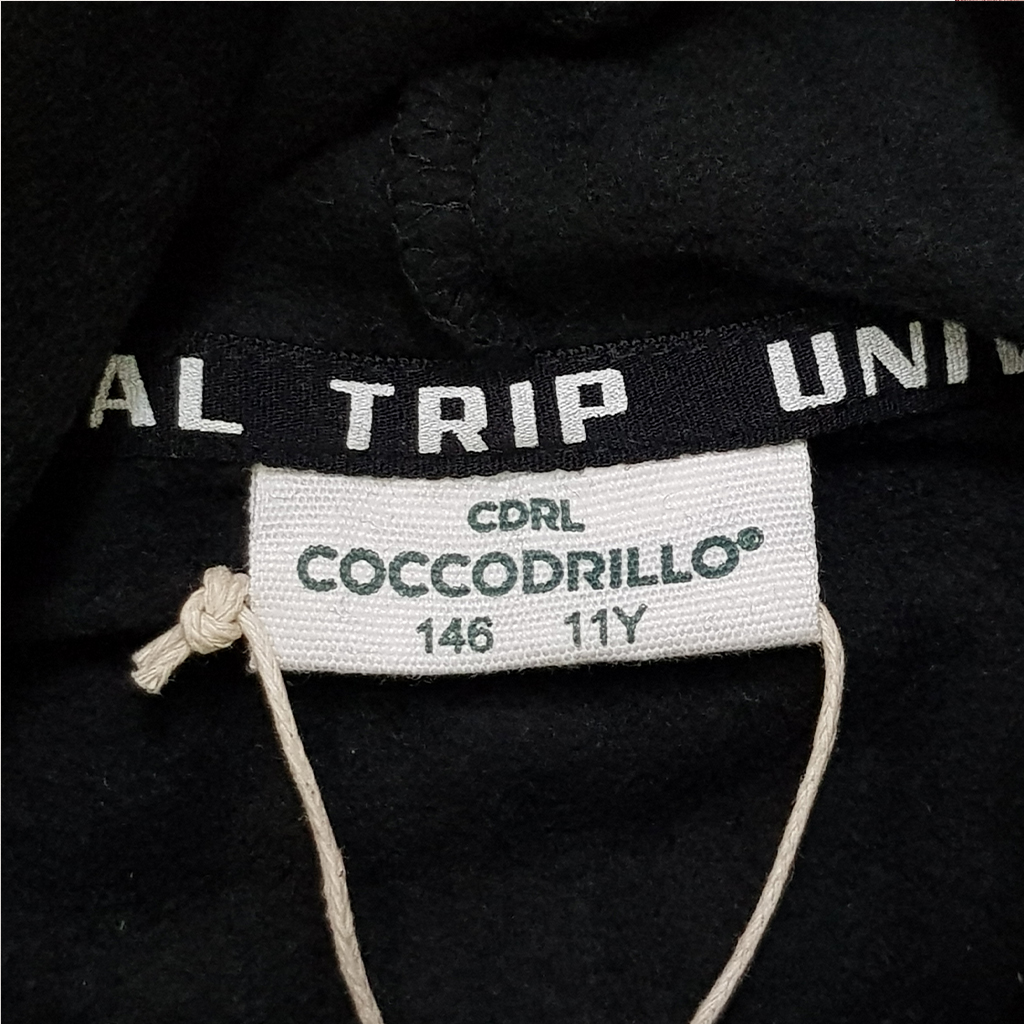 AL TRIP UNI
CDRL
COCCODRILLO®
146 11Y